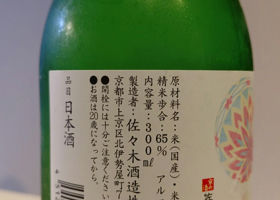 原材料名:米(国産)・米
精米歩合:65% アル
内容量:300ml
製造者:佐々木酒造
京都市上京区北伊勢屋町
●開栓には十分ご注意ください
●お酒は20歳になってから。
品目 日本酒